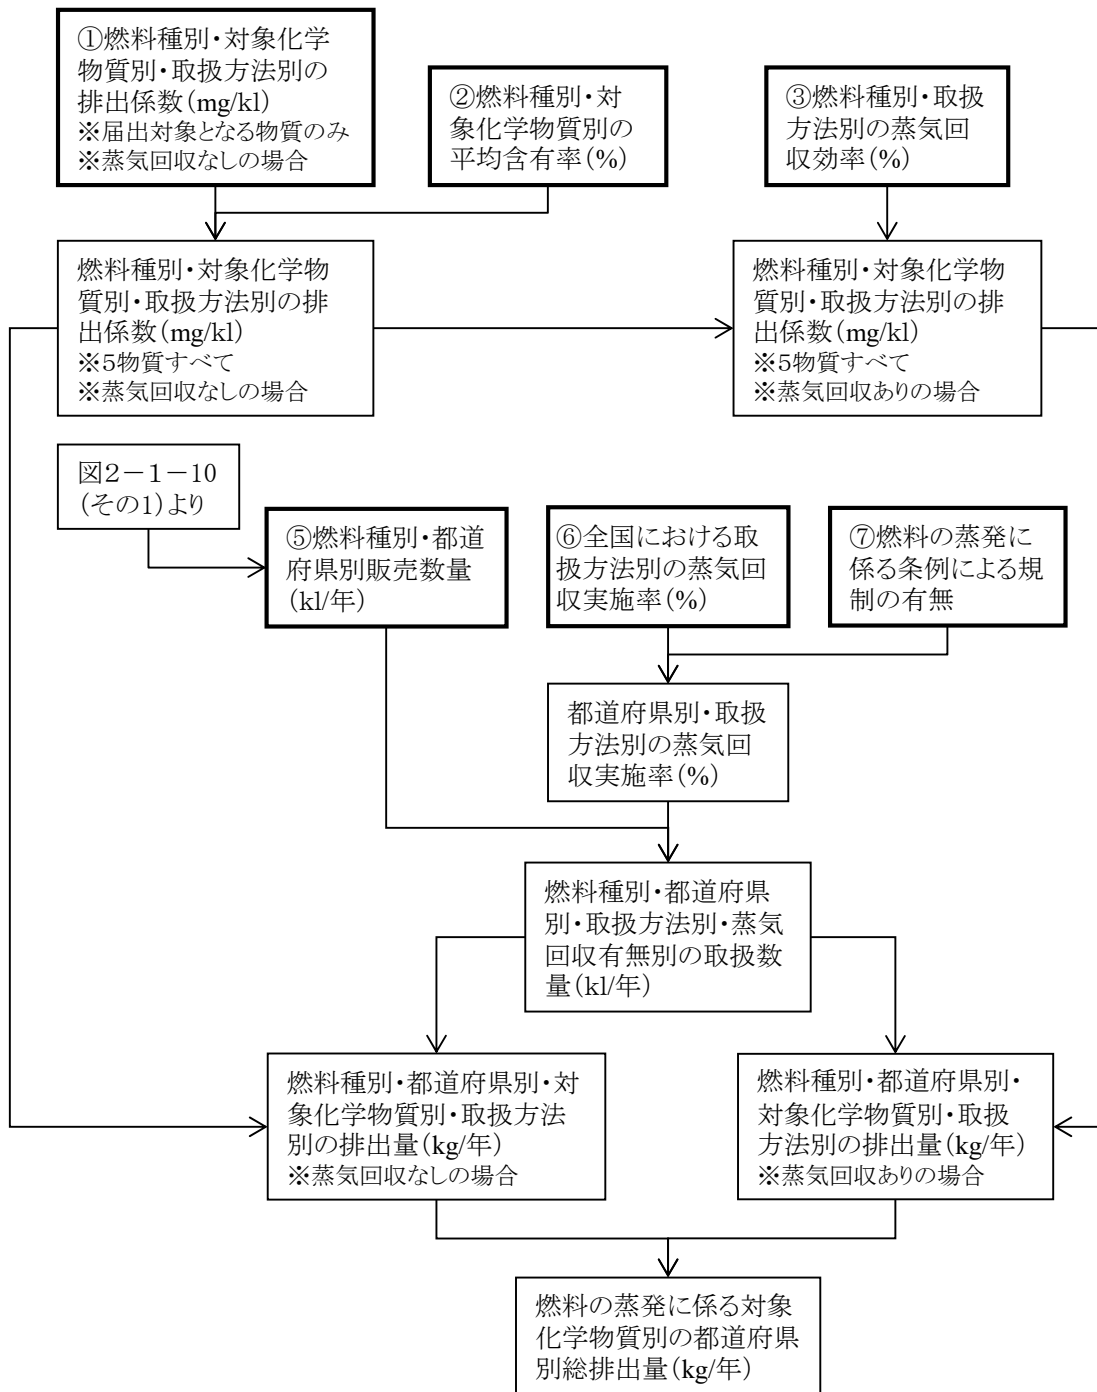 ①燃料種別・対象化学
物質別・取扱方法別の
排出係数(mg/kl)
※届出対象となる物質のみ
※蒸気回収なしの場合
②燃料種別・対
象化学物質別の
平均含有率(%)
③燃料種別・取扱
方法別の蒸気回
収効率(%)
燃料種別・対象化学物
質別・取扱方法別の排
出係数(mg/kl)
※5物質すべて
※蒸気回収なしの場合
燃料種別・対象化学物
質別・取扱方法別の排
出係数(mg/kl)
※5物質すべて
※蒸気回収ありの場合
図2-1-10
(その1)より
⑤燃料種別・都道
府県別販売数量
(kl/年)
⑥全国における取
扱方法別の蒸気回
収実施率(%)
⑦燃料の蒸発に
係る条例による規
制の有無
都道府県別・取扱
方法別の蒸気回
収実施率(%)
燃料種別・都道府県
別・取扱方法別・蒸気
回収有無別の取扱数
量(kl/年)
燃料種別・都道府県別・対
象化学物質別・取扱方法
別の排出量(kg/年)
※蒸気回収なしの場合
燃料種別・都道府県別・
対象化学物質別・取扱
方法別の排出量(kg/年)
※蒸気回収ありの場合
燃料の蒸発に係る対象
化学物質別の都道府県
別総排出量(kg/年)